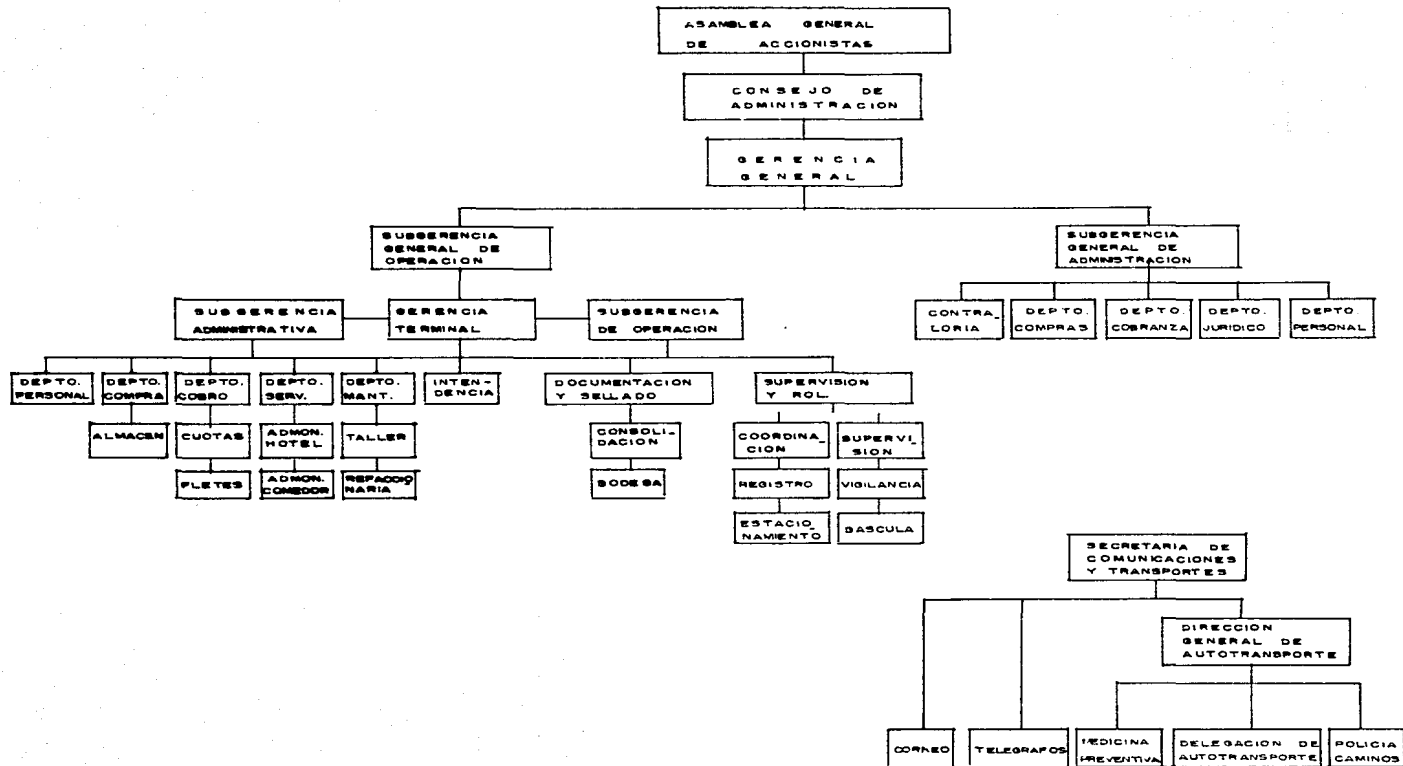 ASAMBLEA GENERAL
DE ACCIONISTAS
CONSEJO DE
ADMINISTRACION
GERENCIA
GENERAL
SUBGERENCIA
GENERAL DE
OPERACION
SUBGERENCIA
GENERAL DE
ADMINISTRACION
SUBGERENCIA
ADMINISTRATIVA
GERENCIA
TERMINAL
SUBGERENCIA
DE OPERACION
CONTRA_
LORIA
DEPTO.
COMPRAS
DEPTO.
COBRANZA
DEPTO.
JURIDICO
DEPTO.
PERSONAL
DEPTO.
PERSONAL
DEPTO.
COMPRA
DEPTO.
COBRO
DEPTO.
SERV.
DEPTO.
MANT.
INTEN-
DENCIA
DOCUMENTACION
Y SELLADO
SUPERVISION
Y ROL.
ALMACEN
CUOTAS
ADMON.
HOTEL
TALLER
CONSOLI_
DACION
COORDINA_
CION
SUPERVI_
SION
FLETES
ADMON.
COMEDOR
REFACCIO_
NARIA
BODEGA
REGISTRO
VIGILANCIA
ESTACIO_
NAMIENTO
BASCULA
SECRETARIA DE
COMUNICACIONES
Y TRANSPORTES
DIRECCION
GENERAL DE
AUTOTRANSPORTE
CORREO
TELEGRAFOS
MEDICINA
PREVENTIVA
DELEGACION DE
AUTOTRANSPORTE
POLICIA
CAMINOS